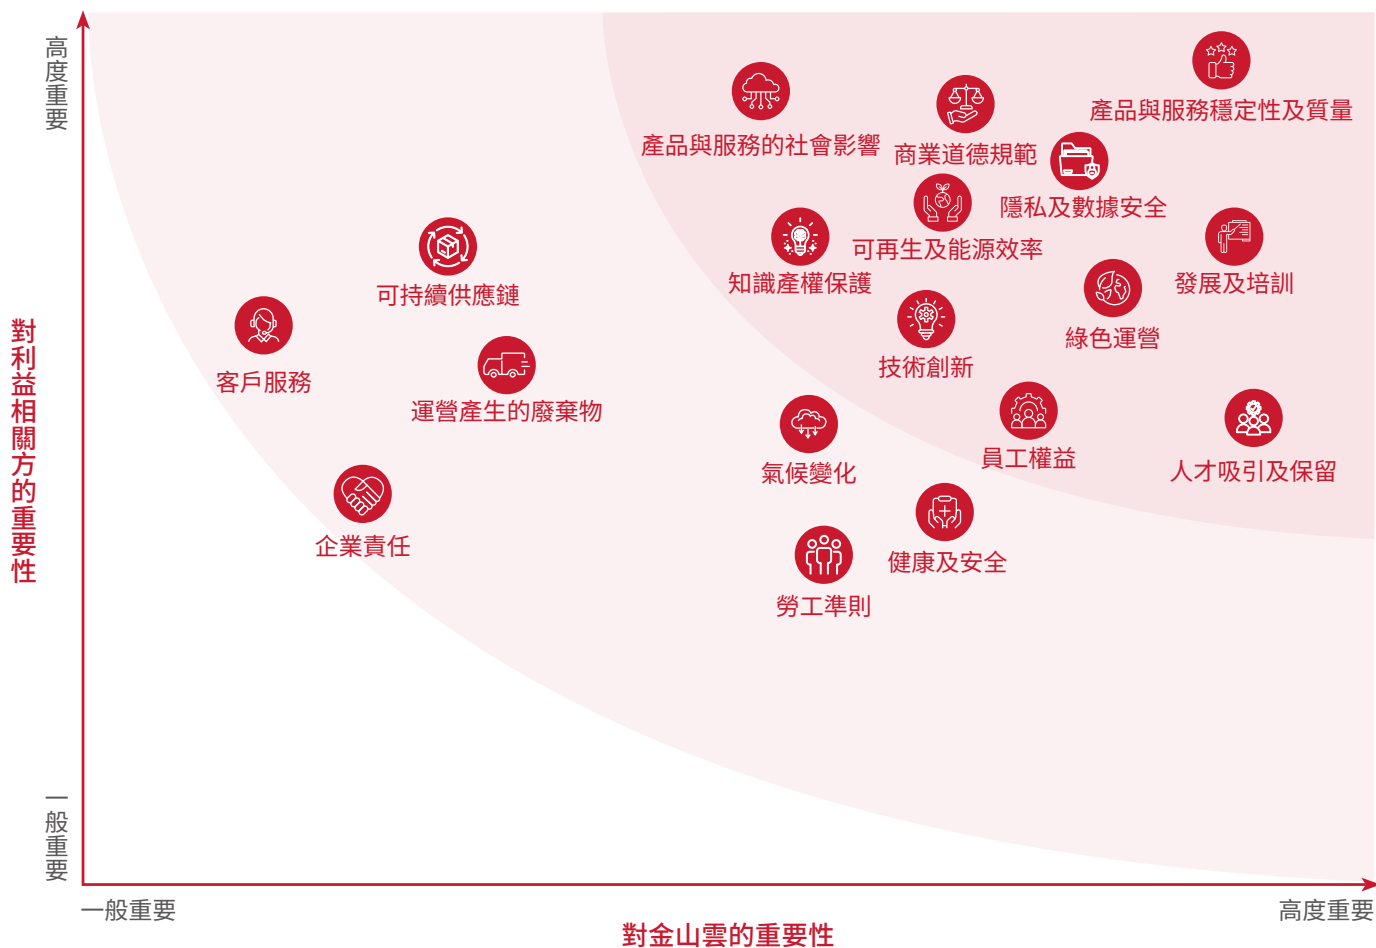 高度重要
產品與服務穩定性及質量
產品與服務的社會影響
商業道德規範
隱私及數據安全
可再生及能源效率
知識產權保護
發展及培訓
可持續供應鏈
綠色運營
技術創新
客戶服務
運營產生的廢棄物
員工權益
人才吸引及保留
氣候變化
企業責任
健康及安全
勞工準則
對利益相關方的重要性
一般重要
一般重要
高度重要
對金山雲的重要性